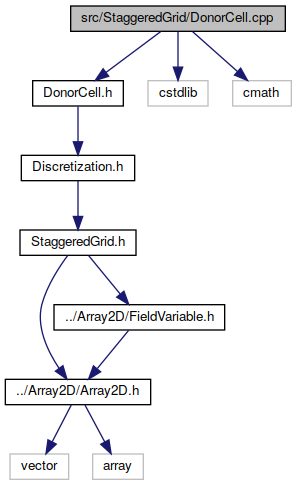 src/StaggeredGrid/DonorCell.cpp
DonorCell.h
cstdlib
cmath
Discretization.h
StaggeredGrid.h
../Array2D/FieldVariable.h
../Array2D/Array2D.h
vector
array